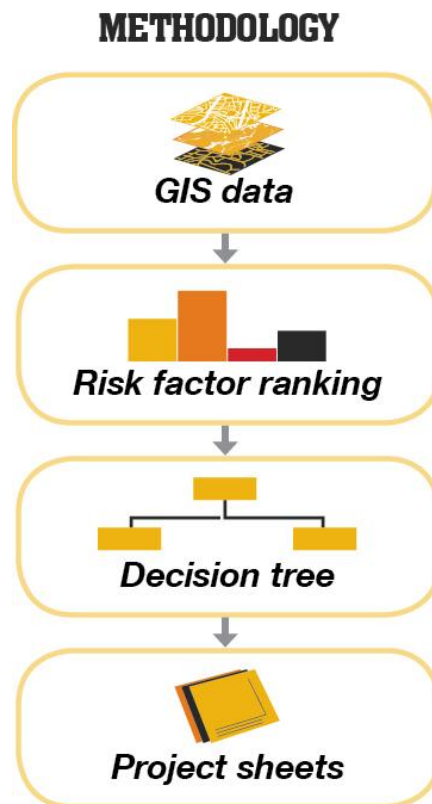 METHODOLOGY
GIS data
Risk factor ranking
Decision tree
Project sheets